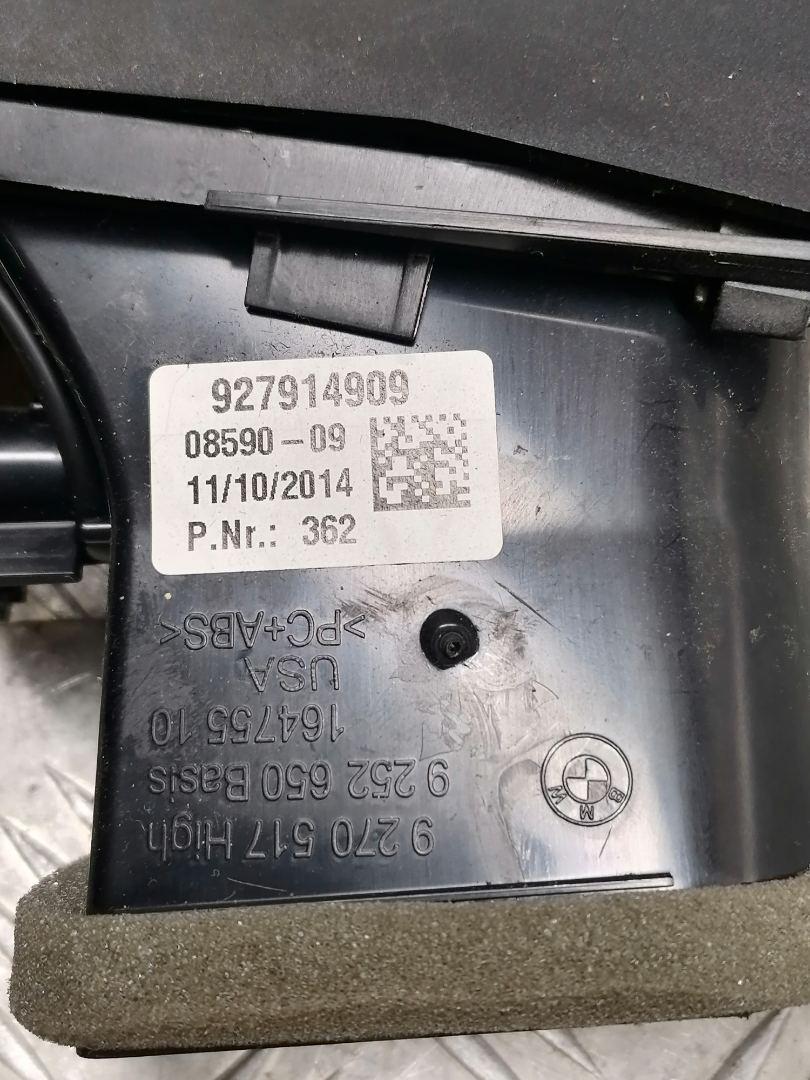 927914909
08590-09
11/10/2014
P.Nr.: 362
9 270 517 High
9 252 650 Basis
164755 10
USA
>PC+ABS<
BMW